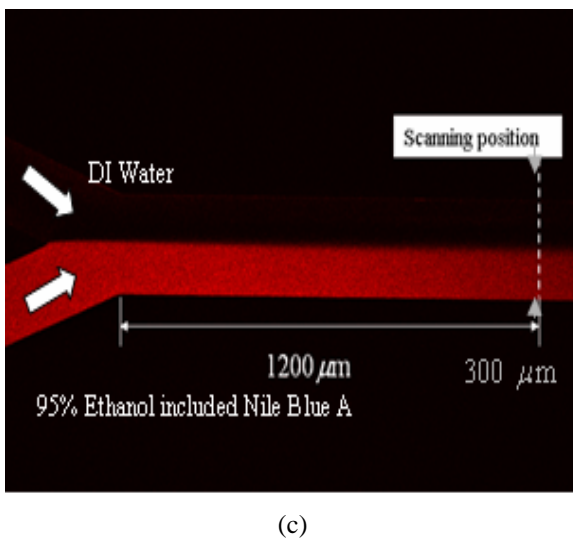 Scanning position
DI Water
1200 μm
300 μm
95% Ethanol included Nile Blue A
(c)